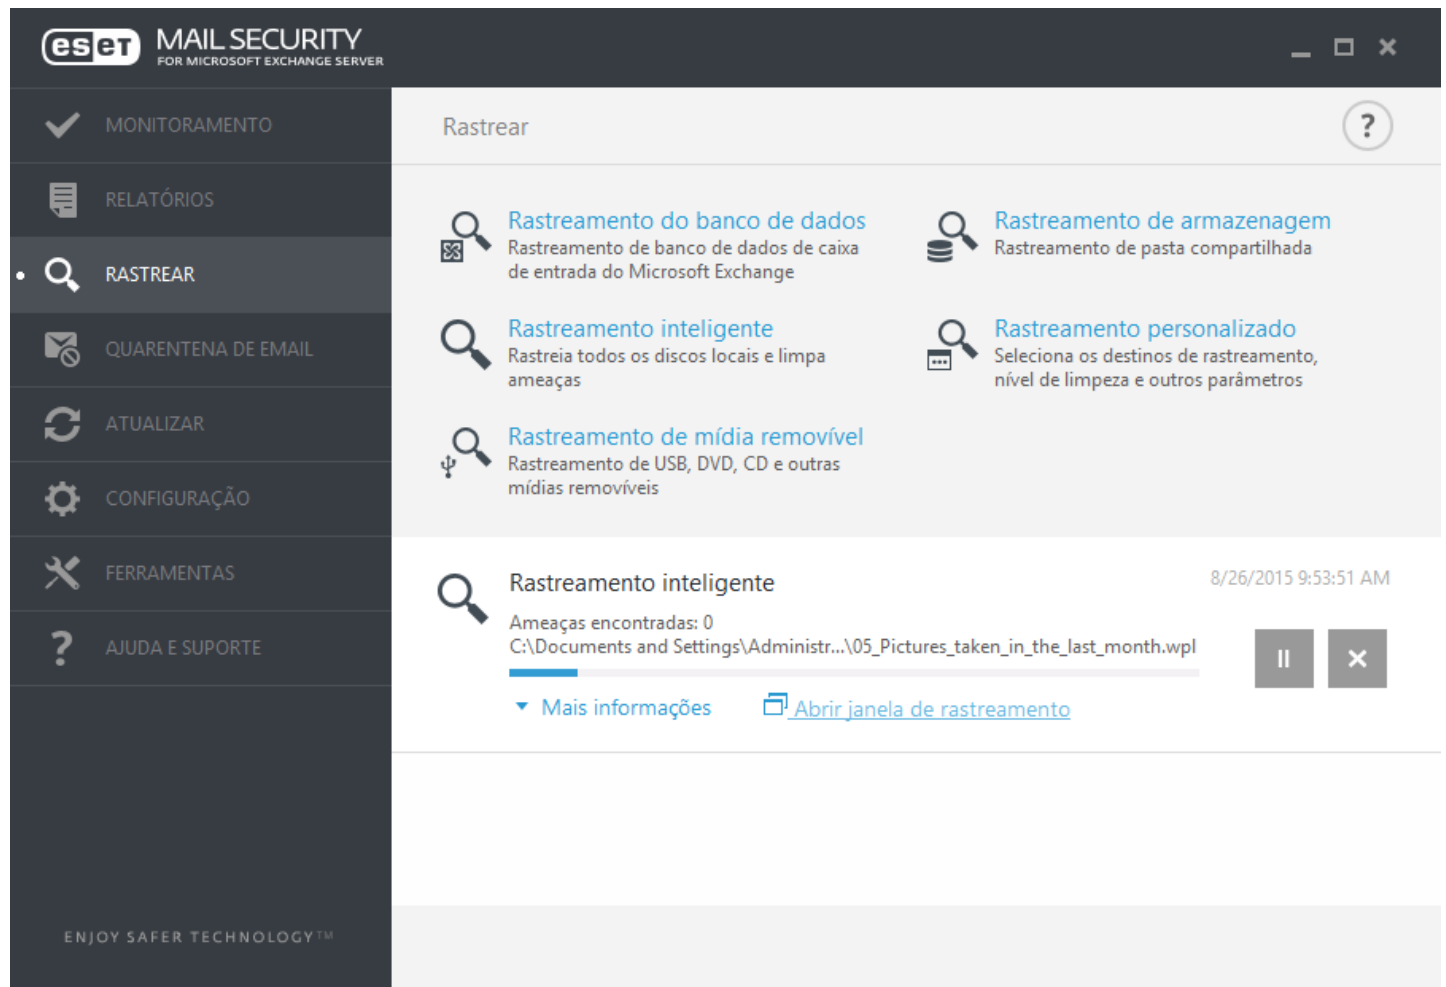 eset MAIL SECURITY
FOR MICROSOFT EXCHANGE SERVER
MONITORAMENTO
RELATÓRIOS
RASTREAR
QUARENTENA DE EMAIL
ATUALIZAR
CONFIGURAÇÃO
FERRAMENTAS
? AJUDA E SUPORTE
ENJOY SAFER TECHNOLOGY™
Rastrear
?
Rastreamento do banco de dados
Rastreamento de banco de dados de caixa
de entrada do Microsoft Exchange
Rastreamento de armazenagem
Rastreamento de pasta compartilhada
Rastreamento inteligente
Rastreia todos os discos locais e limpa
ameaças
Rastreamento personalizado
Seleciona os destinos de rastreamento,
nível de limpeza e outros parâmetros
Rastreamento de mídia removível
Rastreamento de USB, DVD, CD e outras
mídias removíveis
Rastreamento inteligente
8/26/2015 9:53:51 AM
Ameaças encontradas: 0
C:\Documents and Settings\Administr...\05_Pictures_taken_in_the_last_month.wpl
Mais informações
Abrir janela de rastreamento